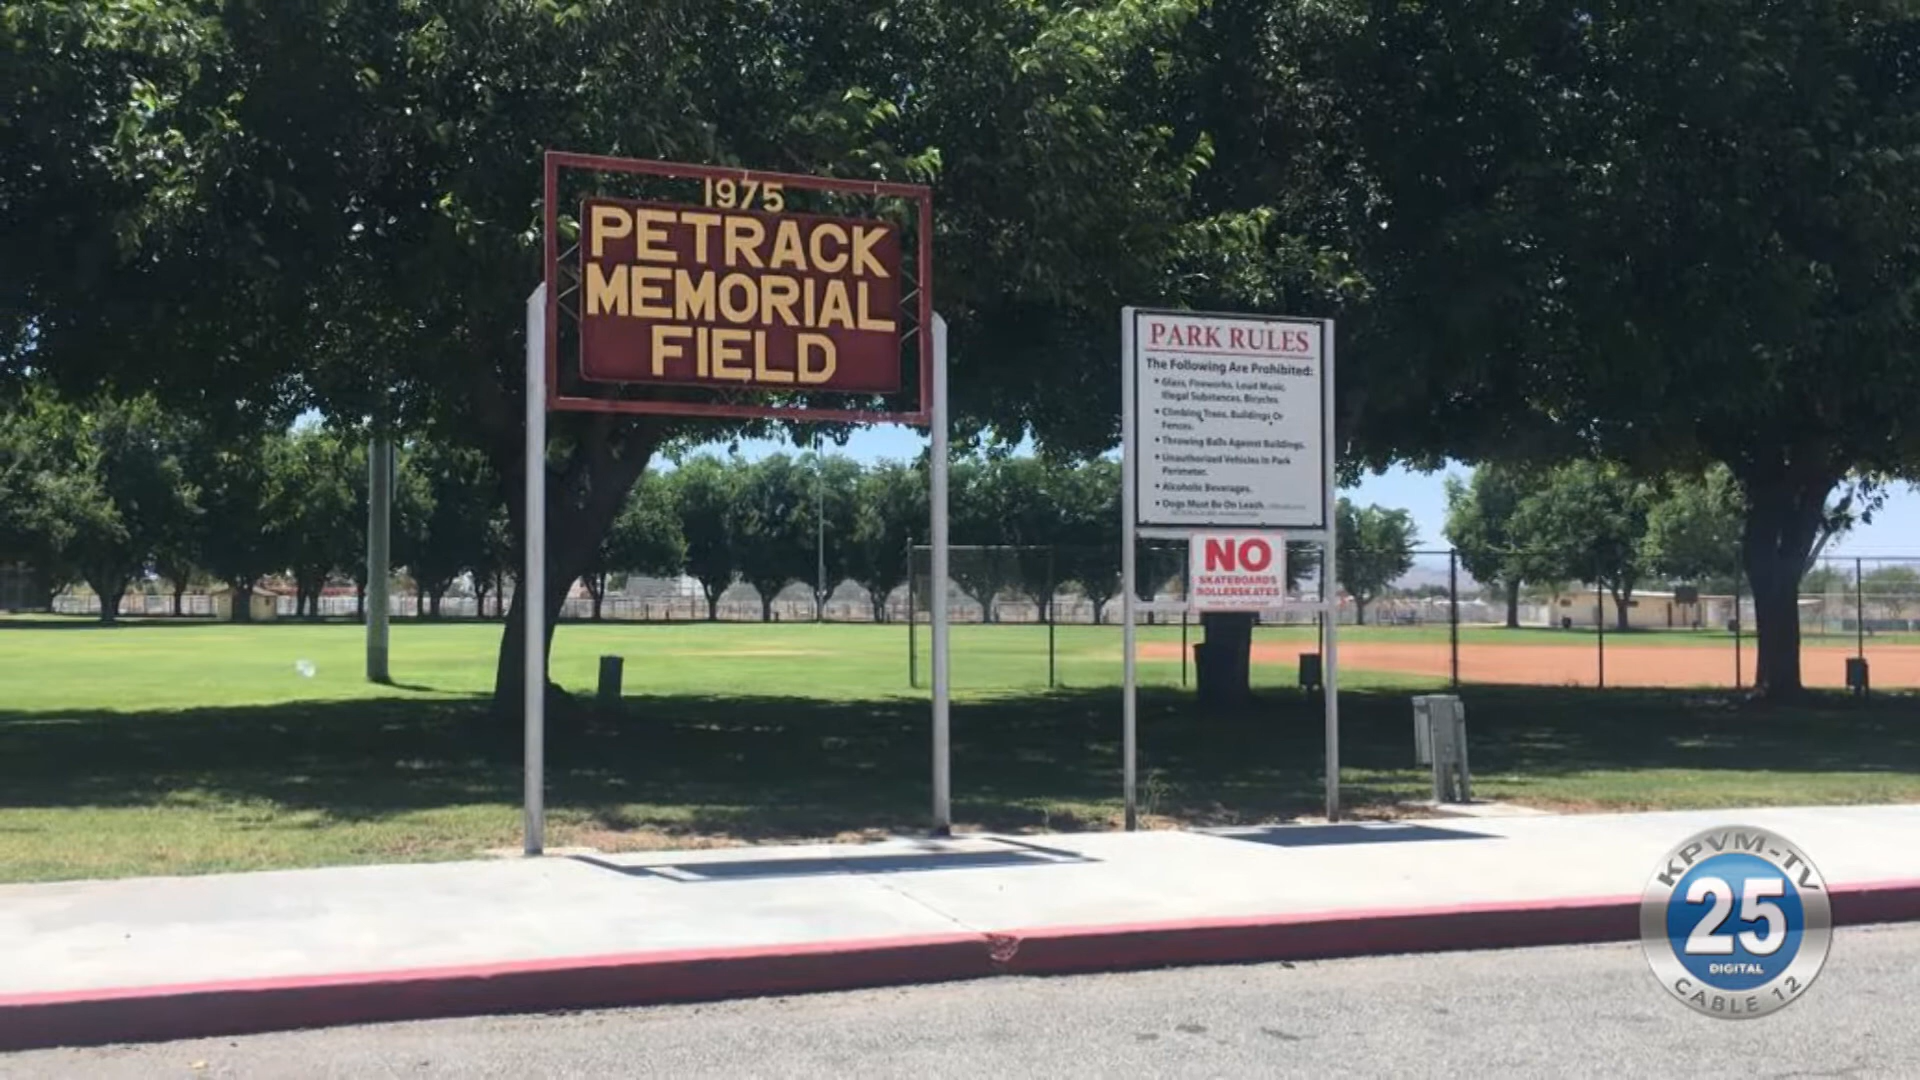 1975
PETRACK
MEMORIAL
FIELD
PARK RULES
The Following Are Prohibited:
• Glass, Fireworks, Loud Music,
Illegal Substances, Bicycles.
• Climbing Trees, Buildings Or
Fences.
• Throwing Balls Against Buildings.
• Unauthorized Vehicles In Park
Perimeter.
• Alcoholic Beverages.
• Dogs Must Be On Leash.
NO
SKATEBOARDS
ROLLERSKATES
KPVM-TV
25
DIGITAL
CABLE 12